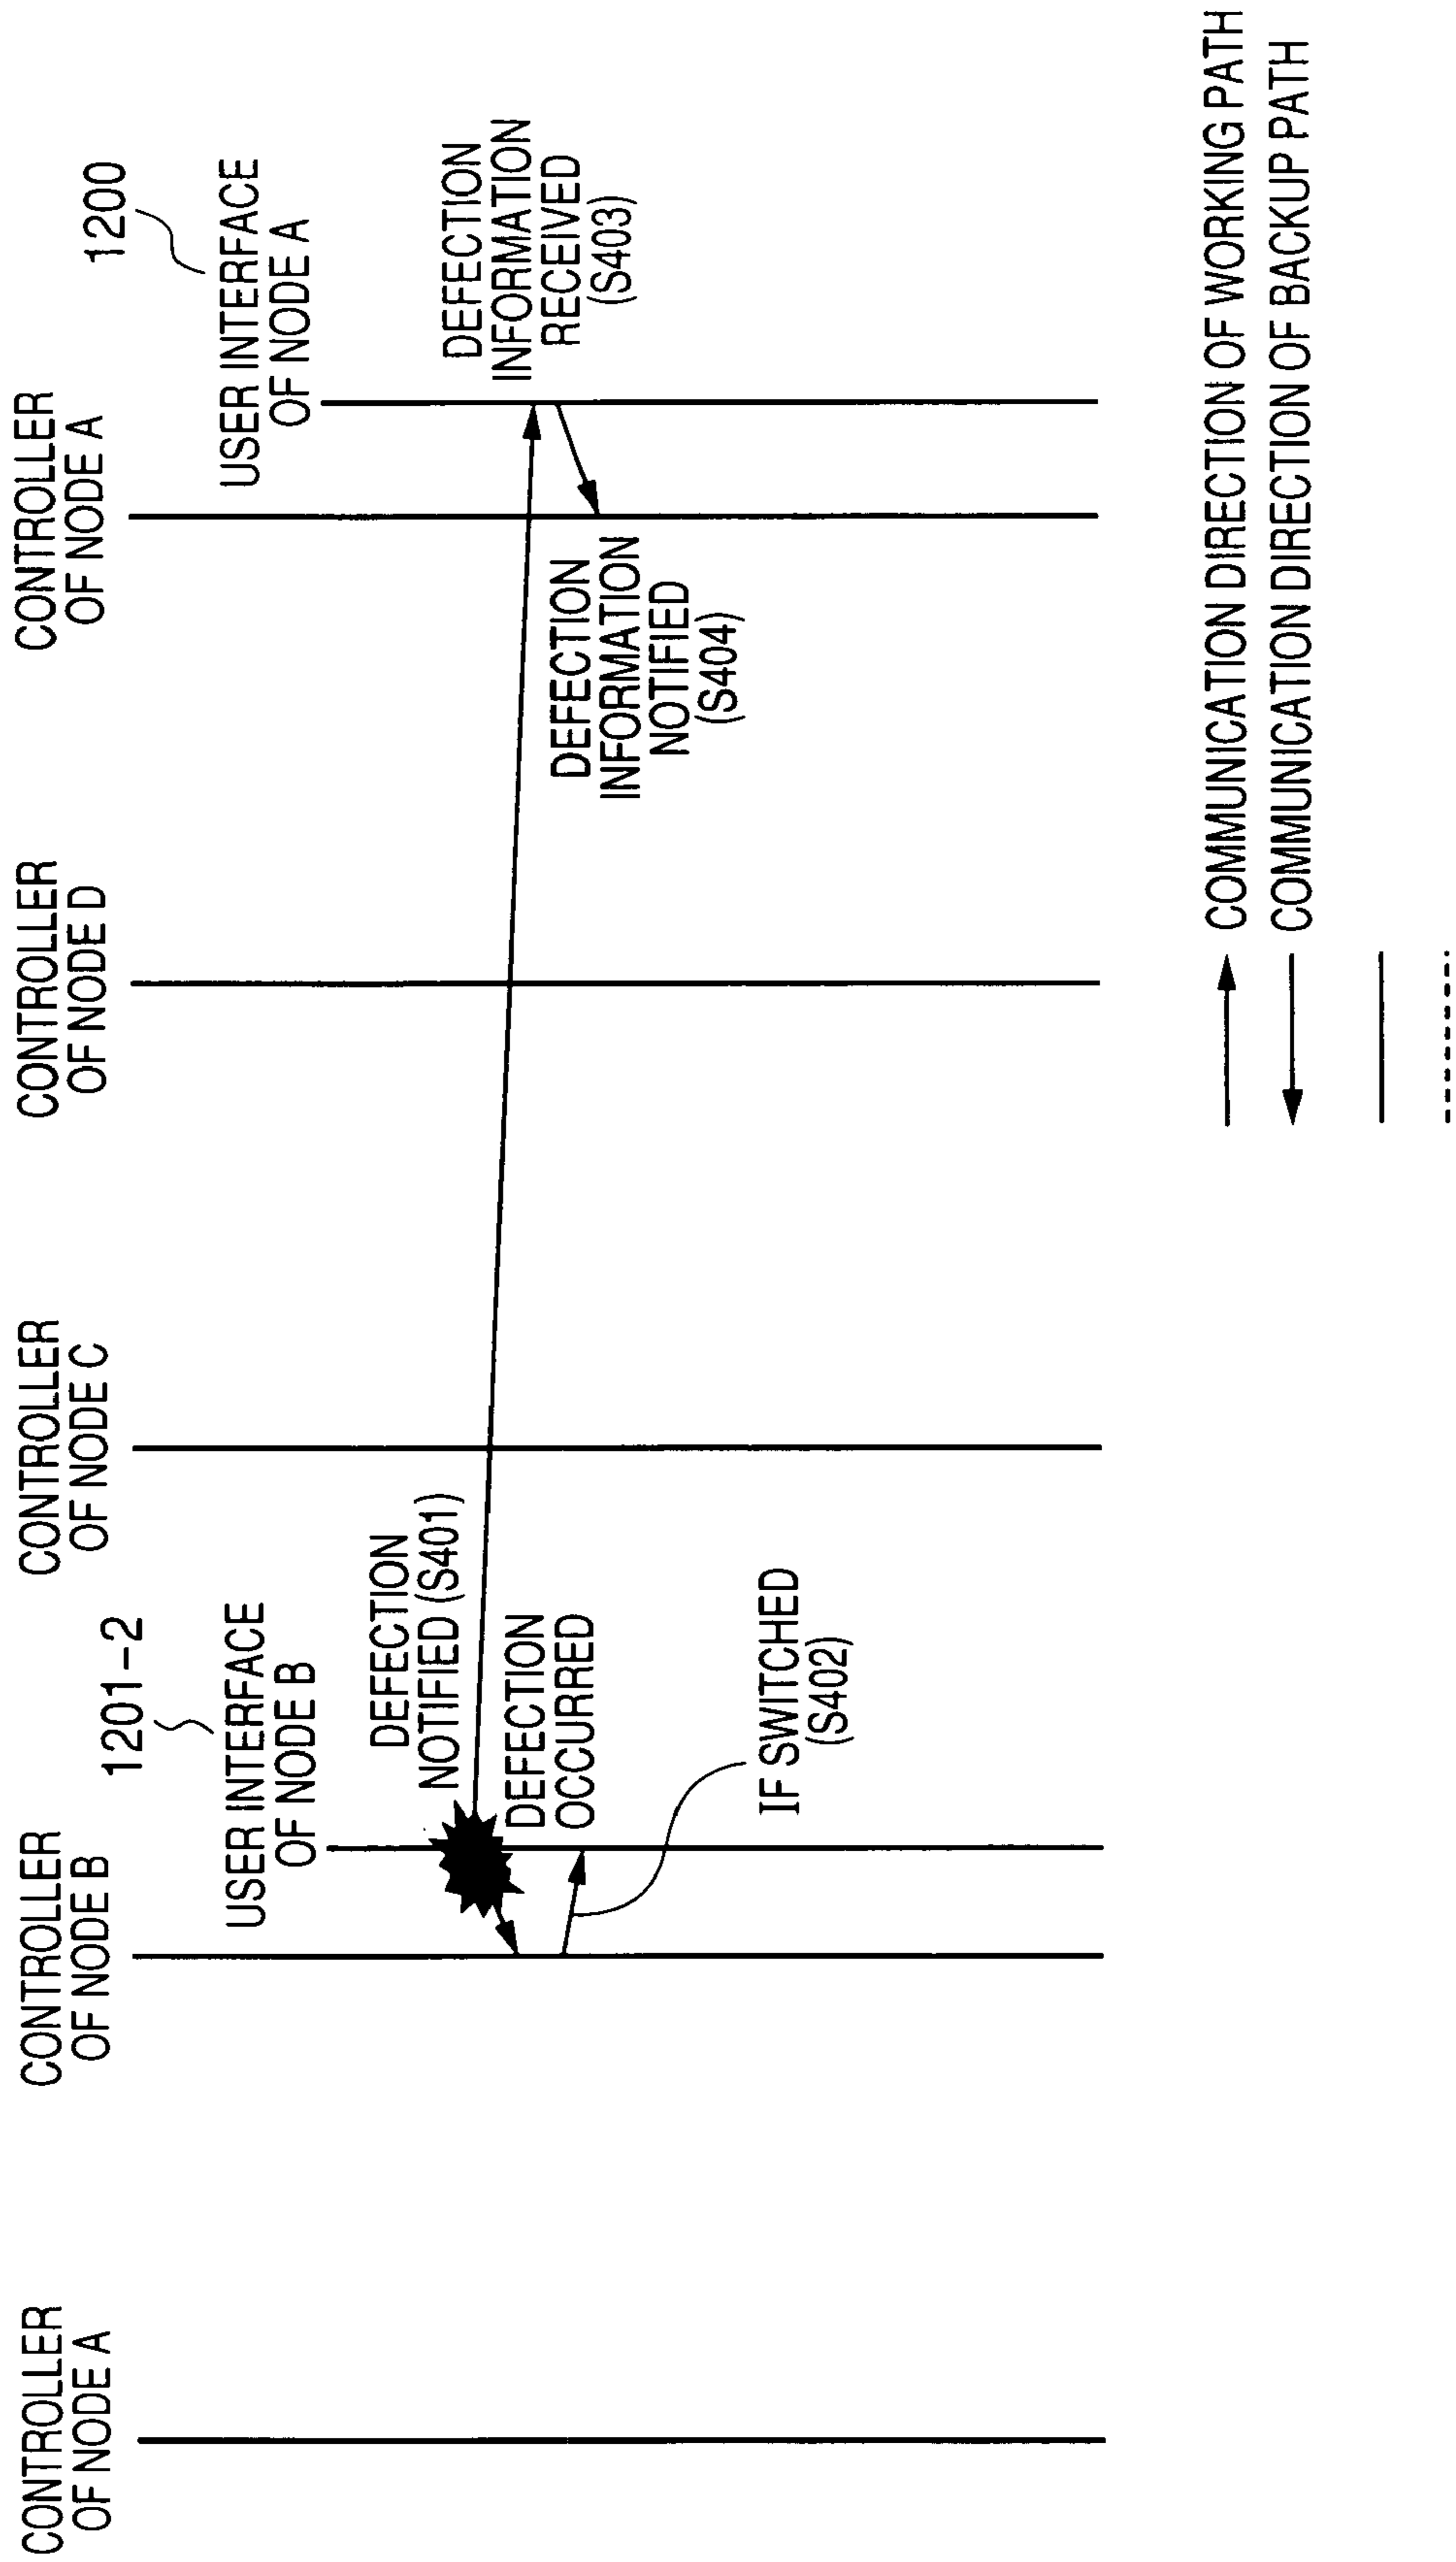 CONTROLLER
OF NODE A
CONTROLLER
OF NODE B
1201-2
USER INTERFACE
OF NODE B
CONTROLLER
OF NODE C
CONTROLLER
OF NODE D
CONTROLLER
OF NODE A
1200
USER INTERFACE
OF NODE A
DEFECTION
NOTIFIED (S401)
DEFECTION
OCCURRED
IF SWITCHED
(S402)
DEFECTION
INFORMATION
RECEIVED
(S403)
DEFECTION
INFORMATION
NOTIFIED
(S404)
COMMUNICATION DIRECTION OF WORKING PATH
COMMUNICATION DIRECTION OF BACKUP PATH